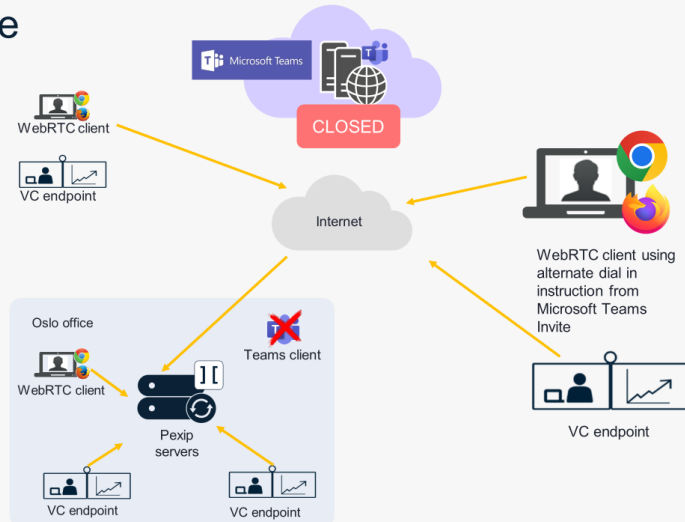 e
Microsoft Teams
CLOSED
WebRTC client
VC endpoint
Internet
WebRTC client using
alternate dial in
instruction from
Microsoft Teams
Invite
VC endpoint
Oslo office
Teams client
WebRTC client
Pexip
servers
VC endpoint
VC endpoint